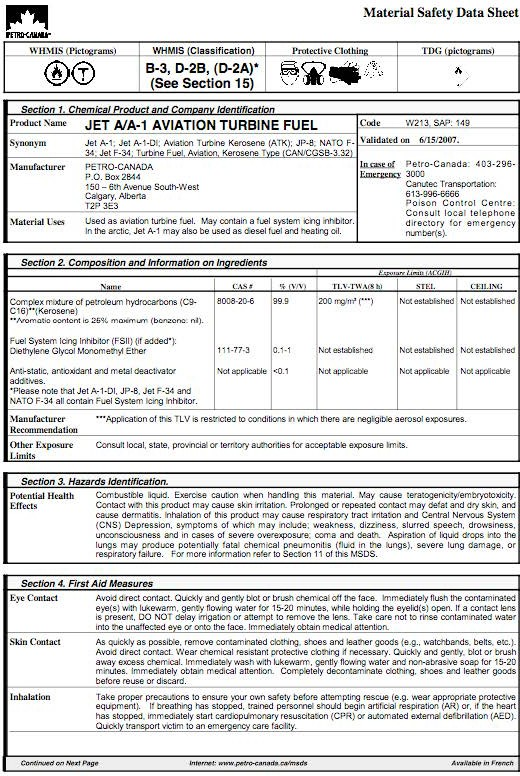 Material Safety Data Sheet
PETRO-CANADA
WHMIS (Pictograms)
WHMIS (Classification)
Protective Clothing
TDG (pictograms)
B-3, D-2B, (D-2A)*
(See Section 15)
Section 1. Chemical Product and Company Identification
Product Name
JET A/A-1 AVIATION TURBINE FUEL
Code
W213, SAP: 149
Synonym
Jet A-1; Jet A-1-DI; Aviation Turbine Kerosene (ATK); JP-8; NATO F-
34; Jet F-34; Turbine Fuel, Aviation, Kerosene Type (CAN/CGSB-3.32)
Validated on 6/15/2007.
Manufacturer
PETRO-CANADA
P.O. Box 2844
150 – 6th Avenue South-West
Calgary, Alberta
T2P 3E3
In case of
Emergency
Petro-Canada: 403-296-
3000
Canutec Transportation:
613-996-6666
Poison Control Centre:
Consult local telephone
directory for emergency
number(s).
Material Uses
Used as aviation turbine fuel. May contain a fuel system icing inhibitor.
In the arctic, Jet A-1 may also be used as diesel fuel and heating oil.
Section 2. Composition and Information on Ingredients
Exposure Limits (ACGIH)
Name
CAS #
% (V/V)
TLV-TWA(8 h)
STEL
CEILING
Complex mixture of petroleum hydrocarbons (C9-
C16)**(Kerosene)
8008-20-6
99.9
200 mg/m³ (***)
Not established
Not established
**Aromatic content is 25% maximum (benzene: nil).
Fuel System Icing Inhibitor (FSII) (if added*):
Diethylene Glycol Monomethyl Ether
111-77-3
0.1-1
Not established
Not established
Not established
Anti-static, antioxidant and metal deactivator
additives.
Not applicable
<0.1
Not applicable
Not applicable
Not applicable
*Please note that Jet A-1-DI, JP-8, Jet F-34 and
NATO F-34 all contain Fuel System Icing Inhibitor.
Manufacturer
Recommendation
***Application of this TLV is restricted to conditions in which there are negligible aerosol exposures.
Other Exposure
Limits
Consult local, state, provincial or territory authorities for acceptable exposure limits.
Section 3. Hazards Identification.
Potential Health
Effects
Combustible liquid. Exercise caution when handling this material. May cause teratogenicity/embryotoxicity.
Contact with this product may cause skin irritation. Prolonged or repeated contact may defat and dry skin, and
cause dermatitis. Inhalation of this product may cause respiratory tract irritation and Central Nervous System
(CNS) Depression, symptoms of which may include; weakness, dizziness, slurred speech, drowsiness,
unconsciousness and in cases of severe overexposure; coma and death. Aspiration of liquid drops into the
lungs may produce potentially fatal chemical pneumonitis (fluid in the lungs), severe lung damage, or
respiratory failure. For more information refer to Section 11 of this MSDS.
Section 4. First Aid Measures
Eye Contact
Avoid direct contact. Quickly and gently blot or brush chemical off the face. Immediately flush the contaminated
eye(s) with lukewarm, gently flowing water for 15-20 minutes, while holding the eyelid(s) open. If a contact lens
is present, DO NOT delay irrigation or attempt to remove the lens. Take care not to rinse contaminated water
into the unaffected eye or onto the face. Immediately obtain medical attention.
Skin Contact
As quickly as possible, remove contaminated clothing, shoes and leather goods (e.g., watchbands, belts, etc.).
Avoid direct contact. Wear chemical resistant protective clothing if necessary. Quickly and gently, blot or brush
away excess chemical. Immediately wash with lukewarm, gently flowing water and non-abrasive soap for 15-20
minutes. Immediately obtain medical attention. Completely decontaminate clothing, shoes and leather goods
before reuse or discard.
Inhalation
Take proper precautions to ensure your own safety before attempting rescue (e.g. wear appropriate protective
equipment). If breathing has stopped, trained personnel should begin artificial respiration (AR) or, if the heart
has stopped, immediately start cardiopulmonary resuscitation (CPR) or automated external defibrillation (AED).
Quickly transport victim to an emergency care facility.
Continued on Next Page
Internet: www.petro-canada.ca/msds
Available in French